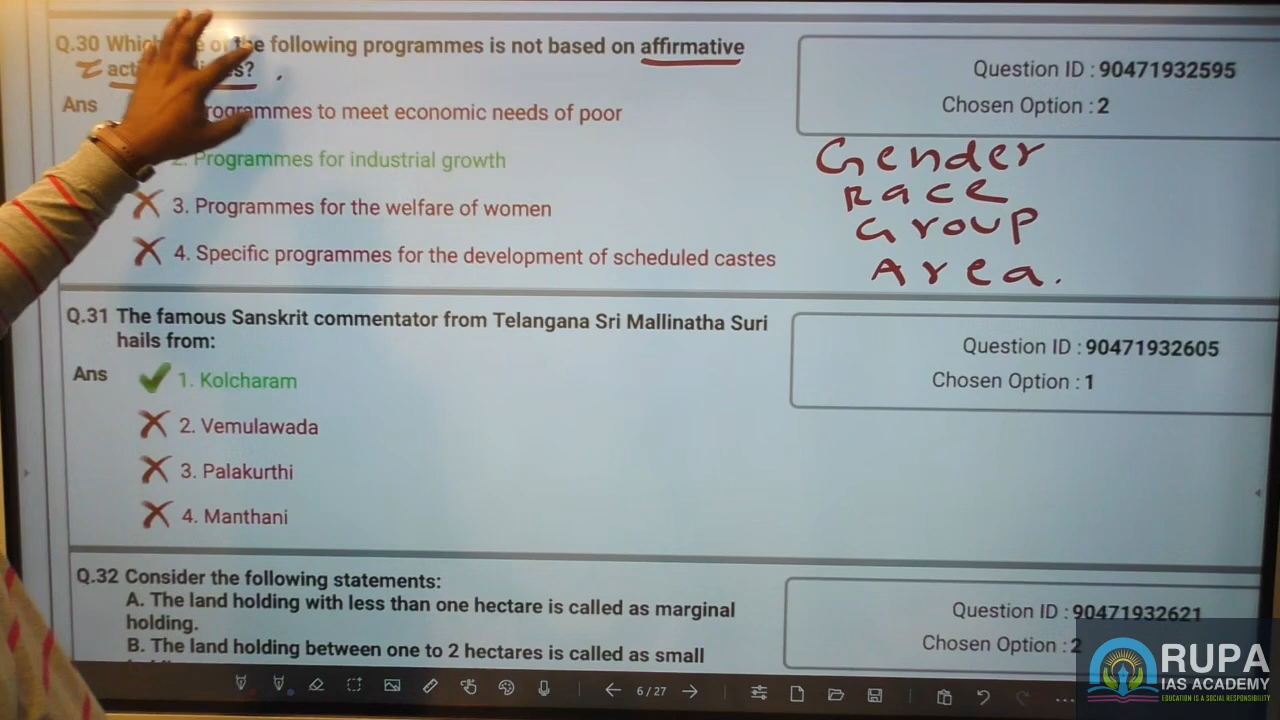 Q.30 Which of the following programmes is not based on affirmative
Ans
programmes to meet economic needs of poor
2. Programmes for industrial growth
3. Programmes for the welfare of women
4. Specific programmes for the development of scheduled castes
Question ID : 90471932595
Chosen Option : 2
Gender
Race
Group
Area.
Q.31 The famous Sanskrit commentator from Telangana Sri Mallinatha Suri
hails from:
Ans
1. Kolcharam
2. Vemulawada
3. Palakurthi
4. Manthani
Question ID : 90471932605
Chosen Option : 1
Q.32 Consider the following statements:
A. The land holding with less than one hectare is called as marginal
holding.
B. The land holding between one to 2 hectares is called as small
Question ID : 90471932621
Chosen Option : 2
6 / 27
RUPA
IAS ACADEMY
EDUCATION IS A SOCIAL RESPONSIBILITY